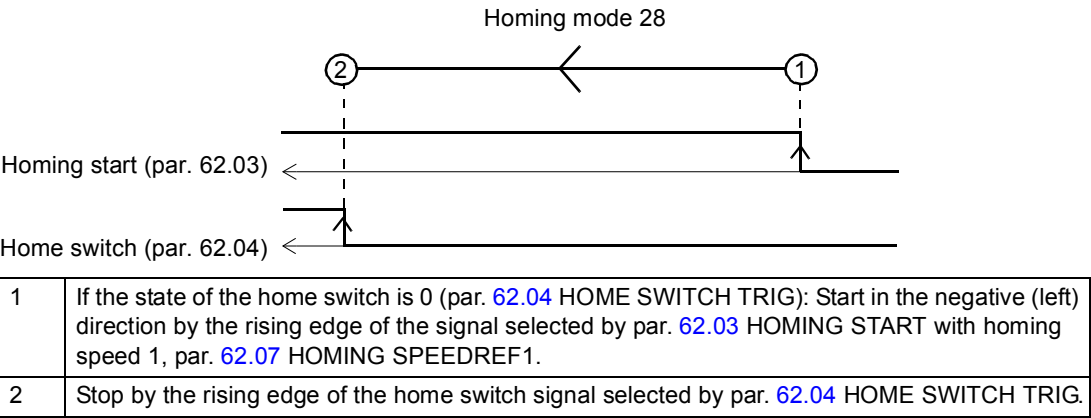 Homing mode 28
2
1
Homing start (par. 62.03)
Home switch (par. 62.04)
1 If the state of the home switch is 0 (par. 62.04 HOME SWITCH TRIG): Start in the negative (left)
direction by the rising edge of the signal selected by par. 62.03 HOMING START with homing
speed 1, par. 62.07 HOMING SPEEDREF1.
2 Stop by the rising edge of the home switch signal selected by par. 62.04 HOME SWITCH TRIG.